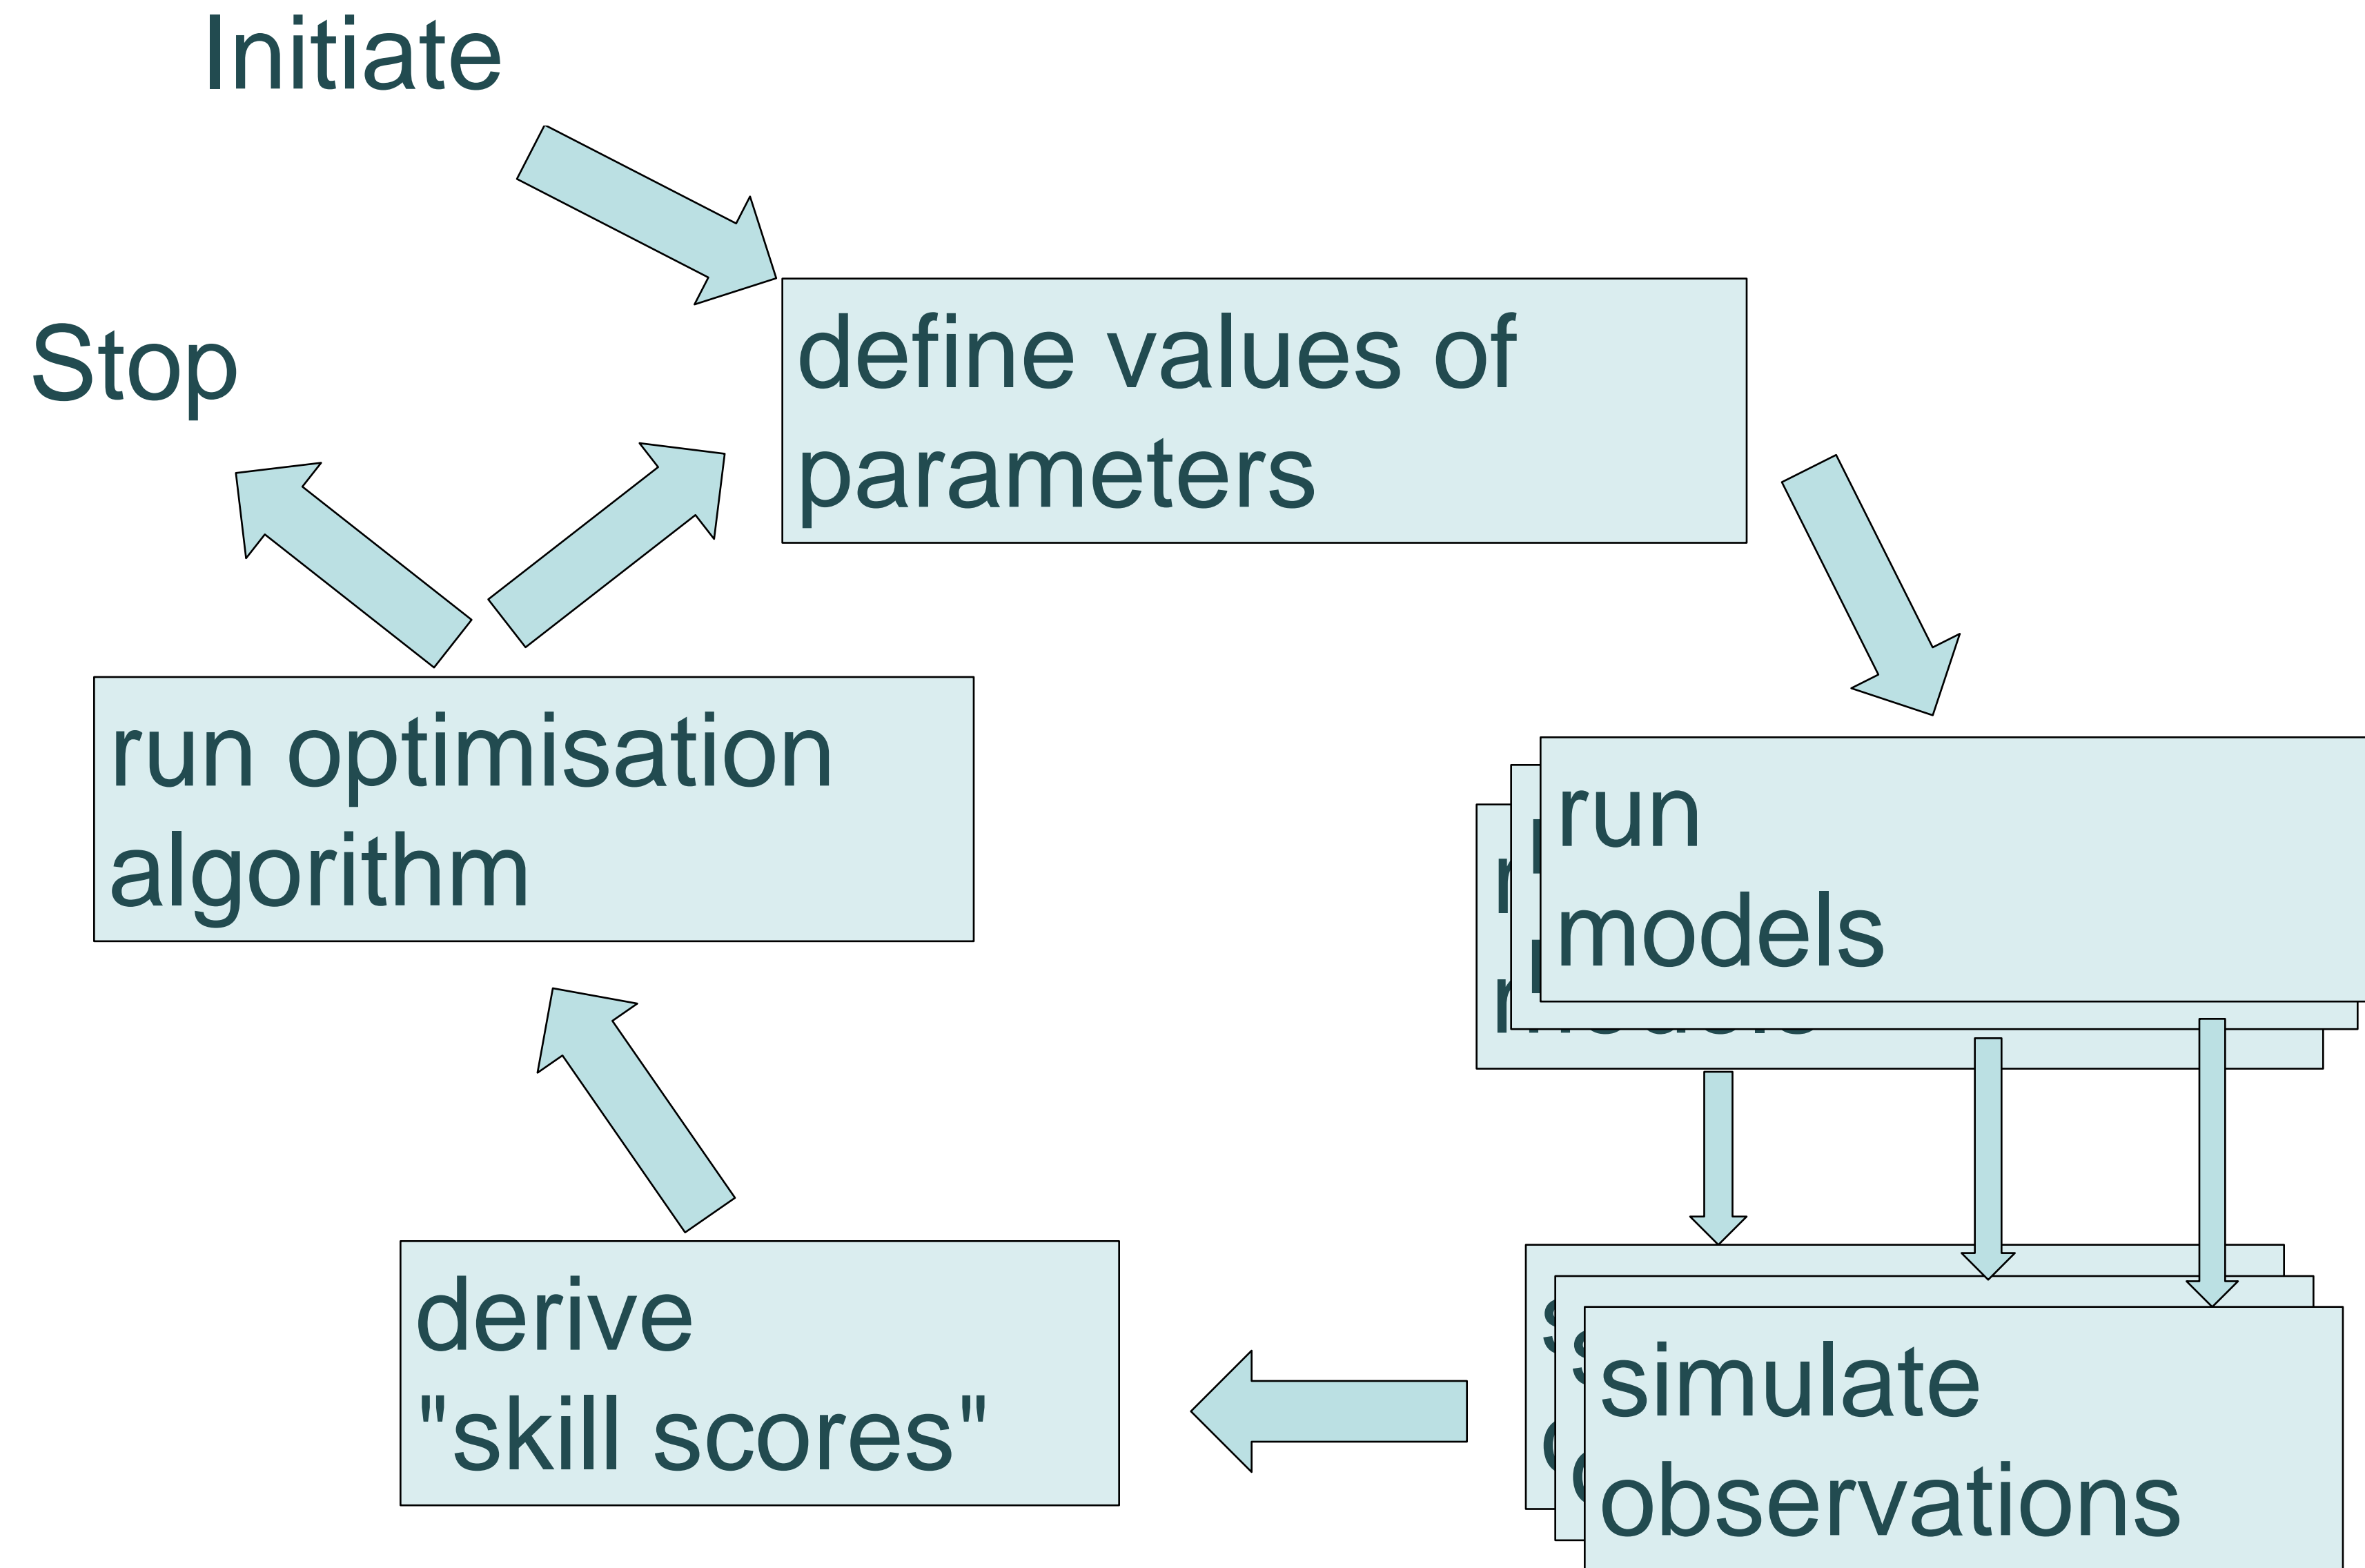 Initiate
Stop
define values of
parameters
run optimisation
algorithm
run
models
derive
"skill scores"
simulate
observations